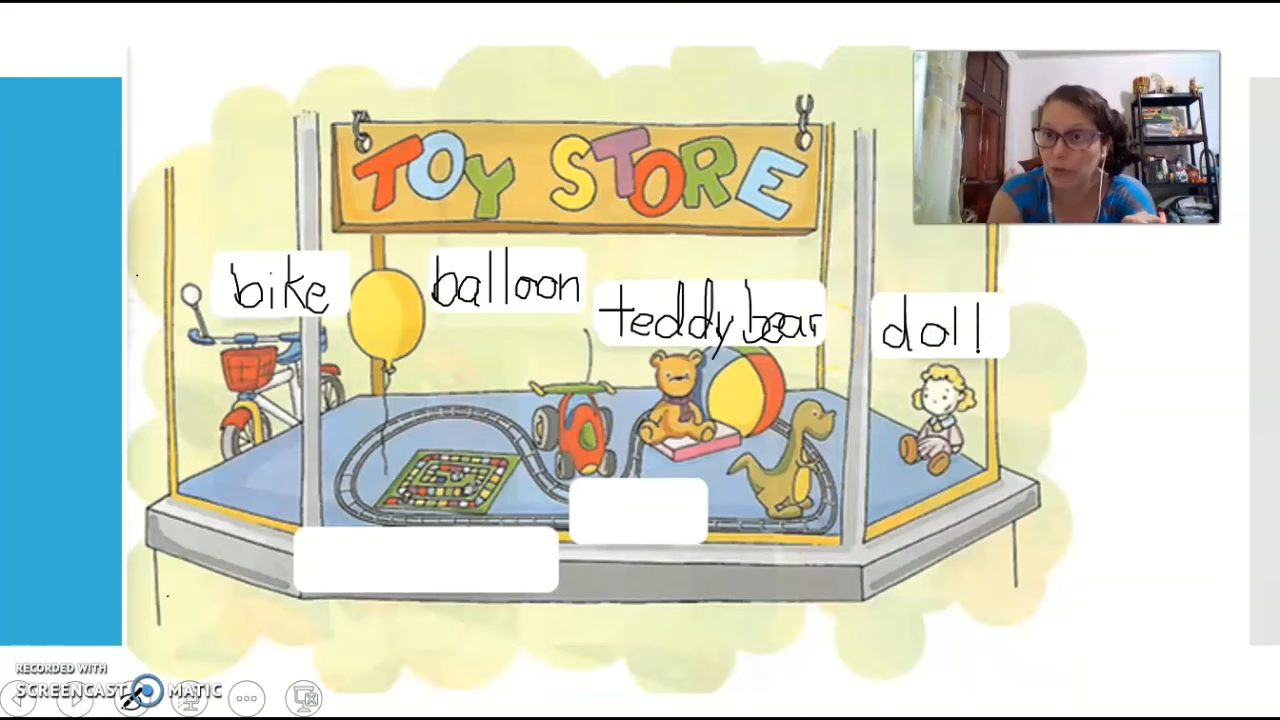 TOY STORE
bike
balloon
teddy bear
doll
RECORDED WITH
SCREENCAST MATIC